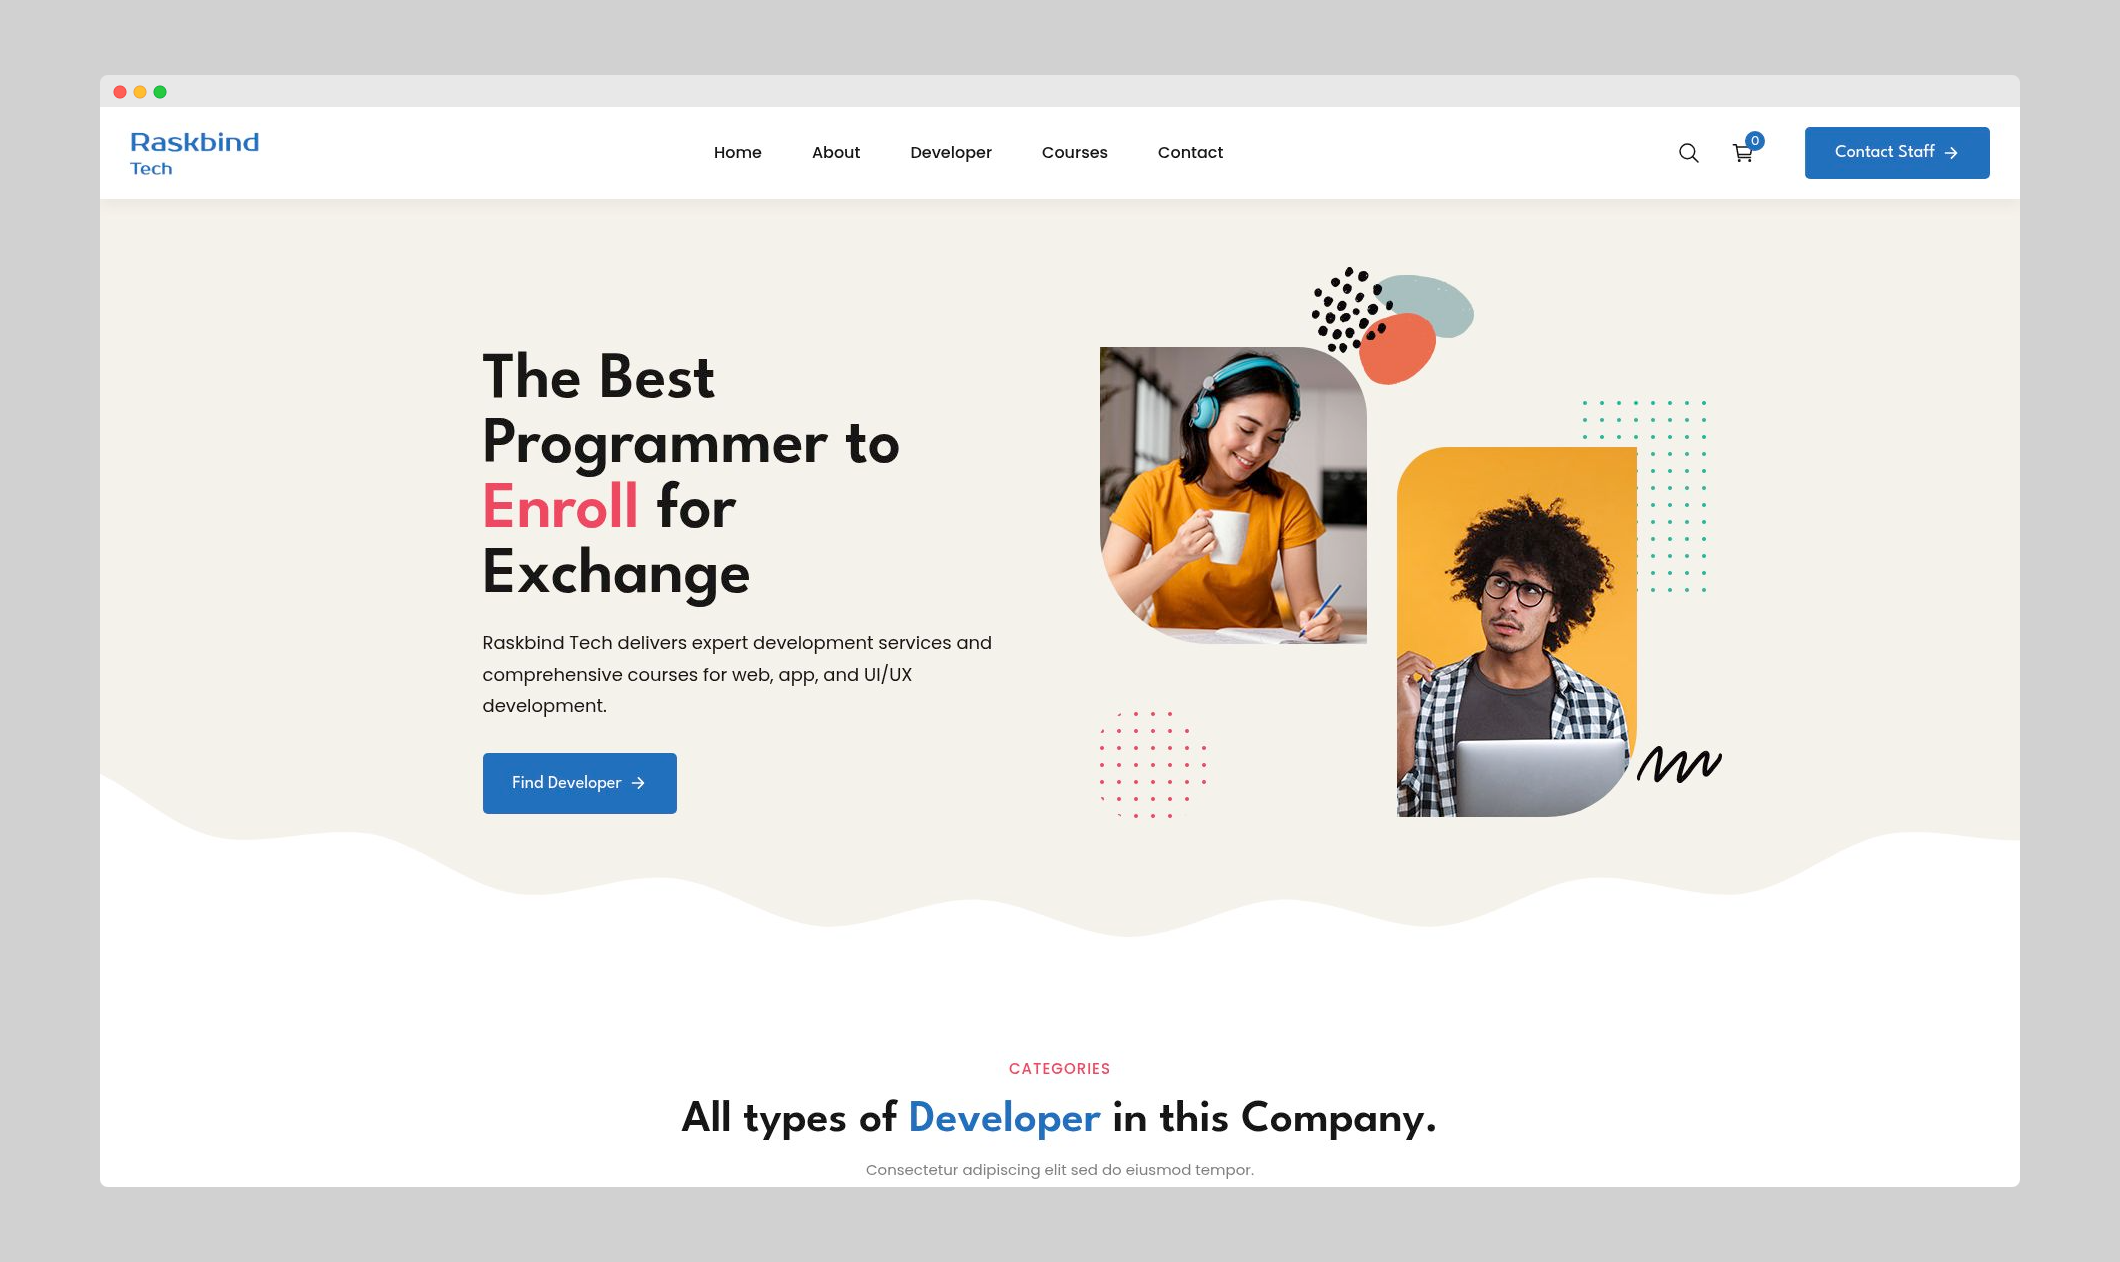 Raskbind
Tech
Home About Developer Courses Contact
0
Contact Staff →
The Best
Programmer to
Enroll for
Exchange
Raskbind Tech delivers expert development services and
comprehensive courses for web, app, and UI/UX
development.
Find Developer →
CATEGORIES
All types of Developer in this Company.
Consectetur adipiscing elit sed do eiusmod tempor.